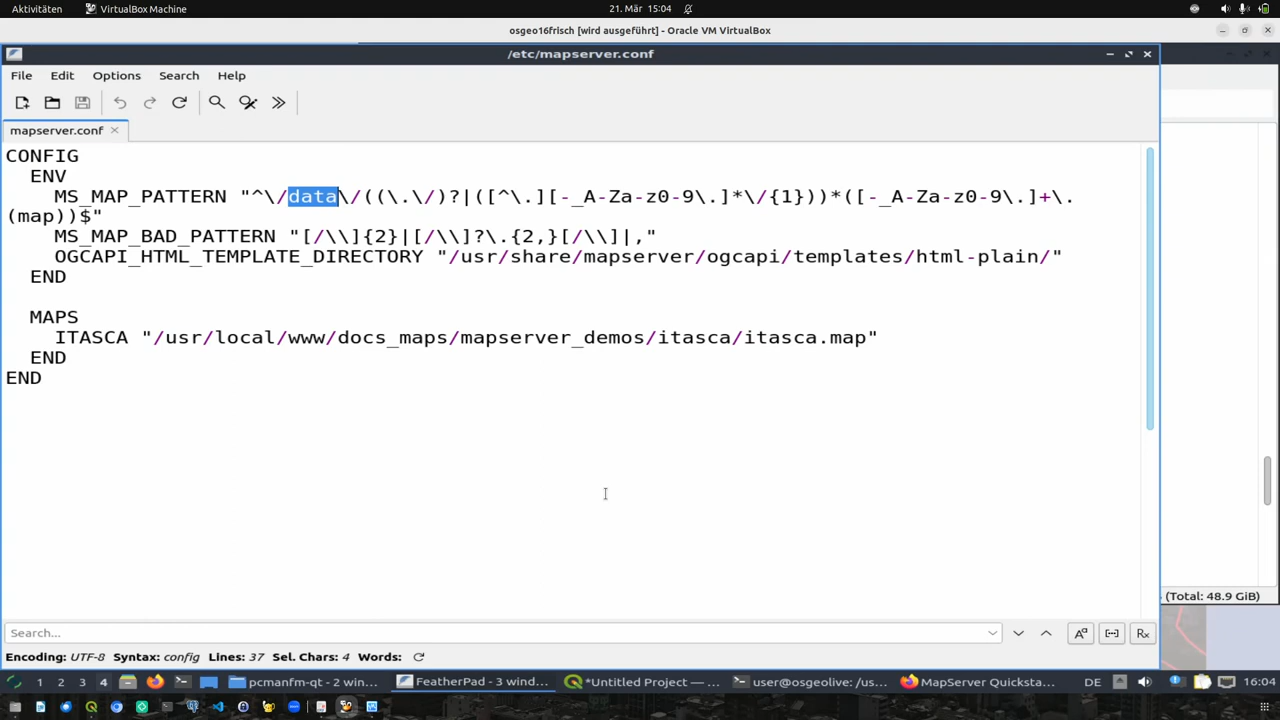 Aktivitäten VirtualBox Machine 21. Mär 15:04
osgeo16frisch [wird ausgeführt] - Oracle VM VirtualBox
/etc/mapserver.conf
File Edit Options Search Help
mapserver.conf
CONFIG
ENV
MS_MAP_PATTERN "^\/data\/((\.\/)?|([^\.][-_A-Za-z0-9\.]*\/{1}))*([-_A-Za-z0-9\.]+\.
(map))$"
MS_MAP_BAD_PATTERN "[/\\]{2}|[/\\]?\.{2,}[/\\]|,"
OGCAPI_HTML_TEMPLATE_DIRECTORY "/usr/share/mapserver/ogcapi/templates/html-plain/"
END
MAPS
ITASCA "/usr/local/www/docs_maps/mapserver_demos/itasca/itasca.map"
END
END
(Total: 48.9 GiB)
Search...
Encoding: UTF-8 Syntax: config Lines: 37 Sel. Chars: 4 Words:
1 2 3 4 pcmanfm-qt - 2 win... FeatherPad - 3 wind... *Untitled Project —... user@osgeolive: /us... MapServer Quicksta... DE 16:04